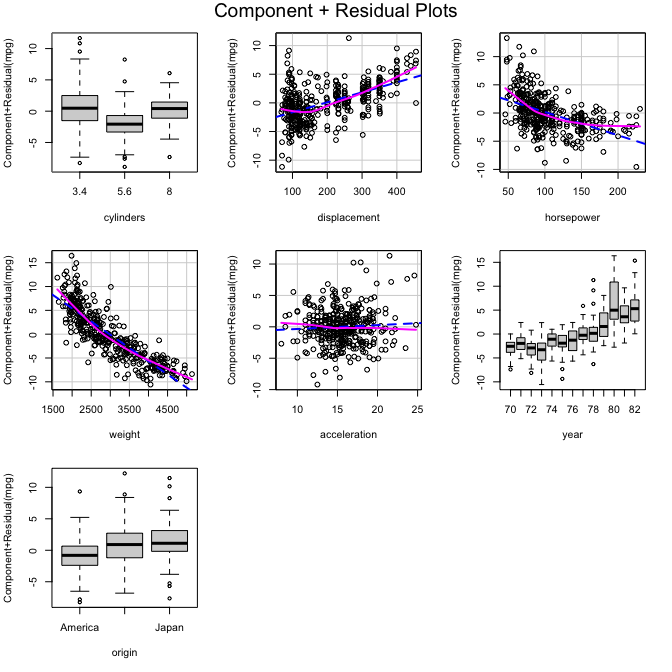 Component + Residual Plots
Component+Residual(mpg)
10
5
0
-5
3.4 5.6 8
cylinders
Component+Residual(mpg)
10
5
0
-5
-10
100 200 300 400
displacement
Component+Residual(mpg)
10
5
0
-5
-10
50 100 150 200
horsepower
Component+Residual(mpg)
15
10
5
0
-5
-10
1500 2500 3500 4500
weight
Component+Residual(mpg)
10
5
0
-5
-10
10 15 20 25
acceleration
Component+Residual(mpg)
15
10
5
0
-5
-10
70 72 74 76 78 80 82
year
Component+Residual(mpg)
10
5
0
-5
America Japan
origin